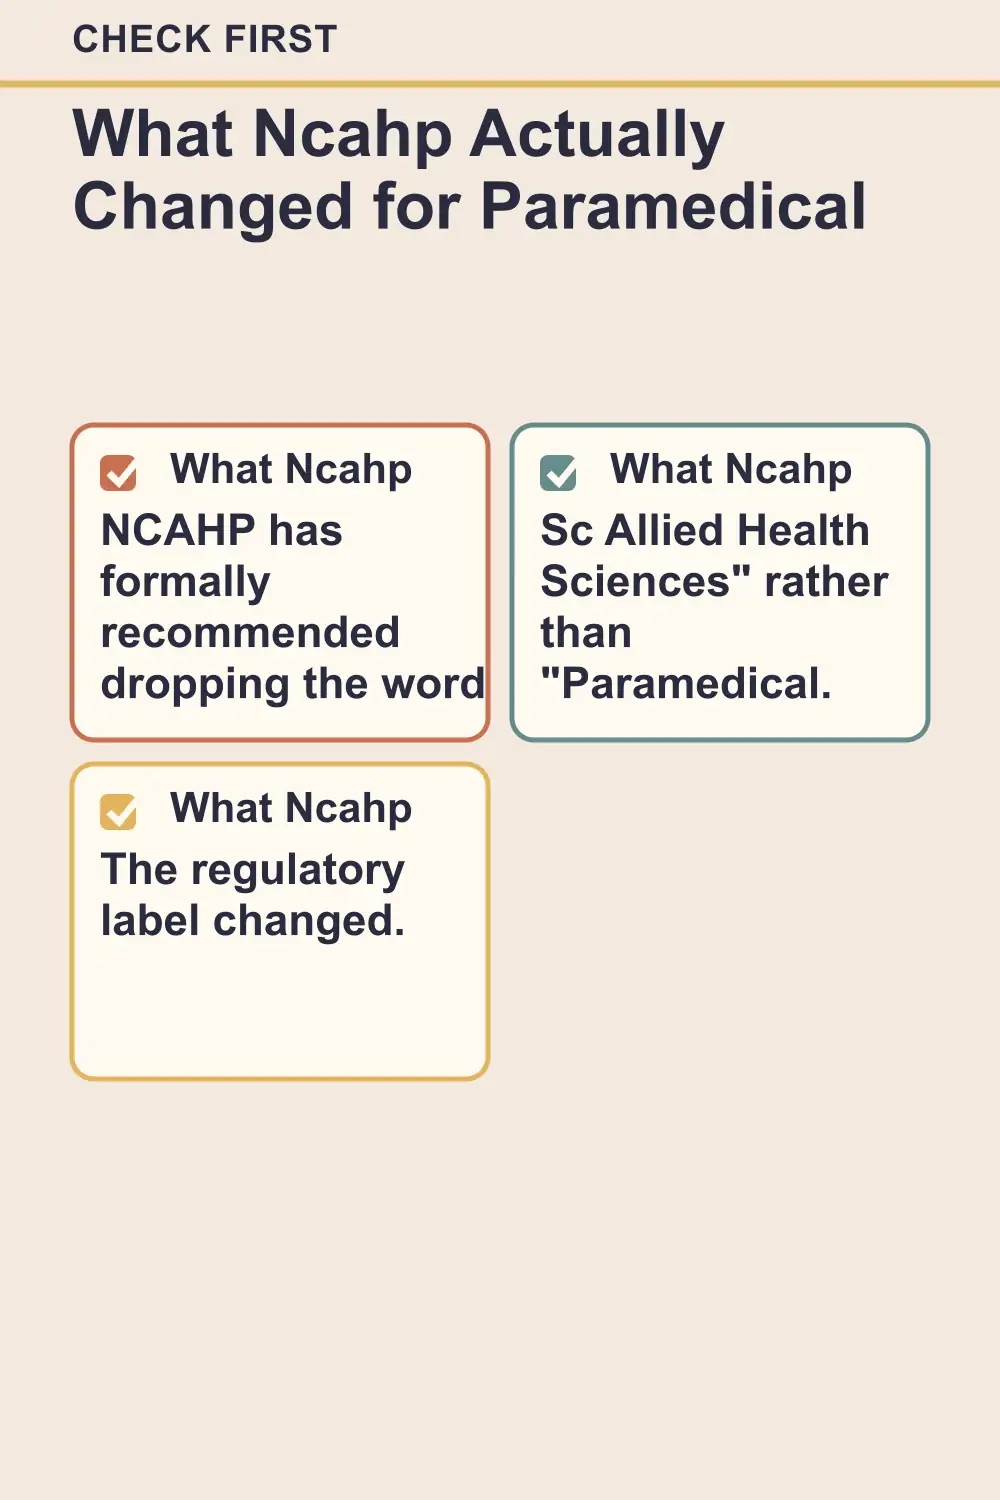 CHECK FIRST
What Ncahp Actually
Changed for Paramedical
What Ncahp
NCAHP has
formally
recommended
dropping the word
What Ncahp
Sc Allied Health
Sciences" rather
than
"Paramedical.
What Ncahp
The regulatory
label changed.